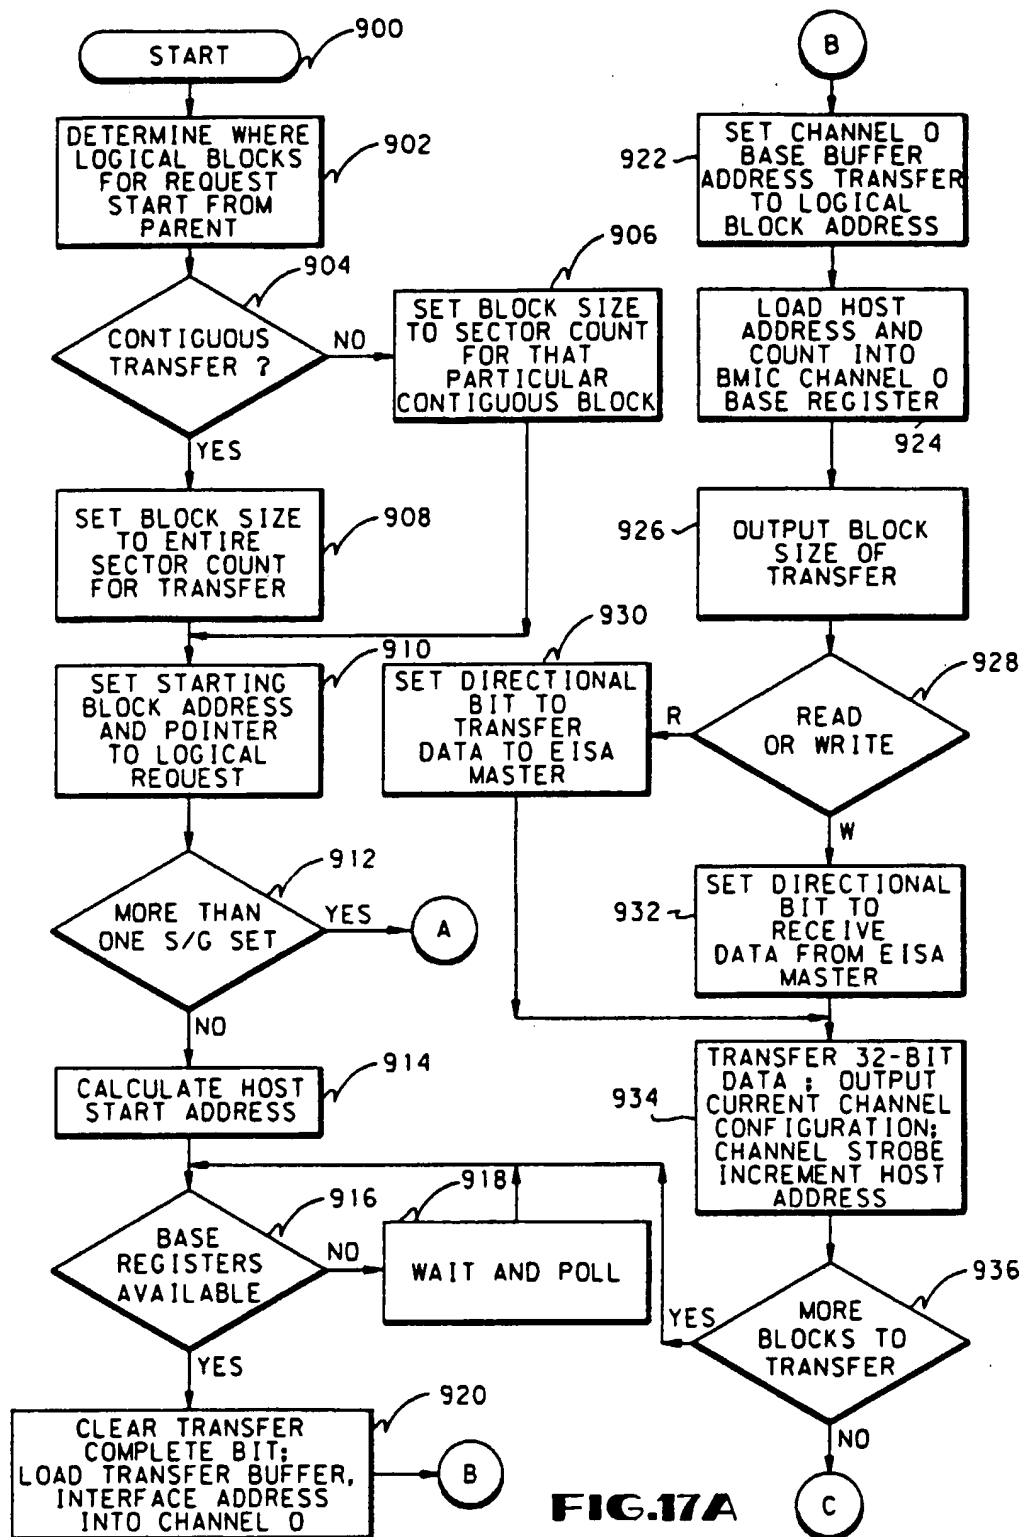 START
900
DETERMINE WHERE
LOGICAL BLOCKS
FOR REQUEST
START FROM
PARENT
902
904
CONTIGUOUS
TRANSFER ?
NO
YES
906
SET BLOCK SIZE
TO SECTOR COUNT
FOR THAT
PARTICULAR
CONTIGUOUS BLOCK
SET BLOCK SIZE
TO ENTIRE
SECTOR COUNT
FOR TRANSFER
908
910
SET STARTING
BLOCK ADDRESS
AND POINTER
TO LOGICAL
REQUEST
912
MORE THAN
ONE S/G SET
YES
A
NO
CALCULATE HOST
START ADDRESS
914
916
BASE
REGISTERS
AVAILABLE
NO
918
WAIT AND POLL
YES
920
CLEAR TRANSFER
COMPLETE BIT;
LOAD TRANSFER BUFFER,
INTERFACE ADDRESS
INTO CHANNEL 0
B
B
922
SET CHANNEL 0
BASE BUFFER
ADDRESS TRANSFER
TO LOGICAL
BLOCK ADDRESS
LOAD HOST
ADDRESS AND
COUNT INTO
BMIC CHANNEL 0
BASE REGISTER
924
926
OUTPUT BLOCK
SIZE OF
TRANSFER
928
READ
OR WRITE
R
W
930
SET DIRECTIONAL
BIT TO
TRANSFER
DATA TO EISA
MASTER
932
SET DIRECTIONAL
BIT TO
RECEIVE
DATA FROM EISA
MASTER
934
TRANSFER 32-BIT
DATA ; OUTPUT
CURRENT CHANNEL
CONFIGURATION;
CHANNEL STROBE
INCREMENT HOST
ADDRESS
936
MORE
BLOCKS TO
TRANSFER
YES
NO
C
FIG.17A